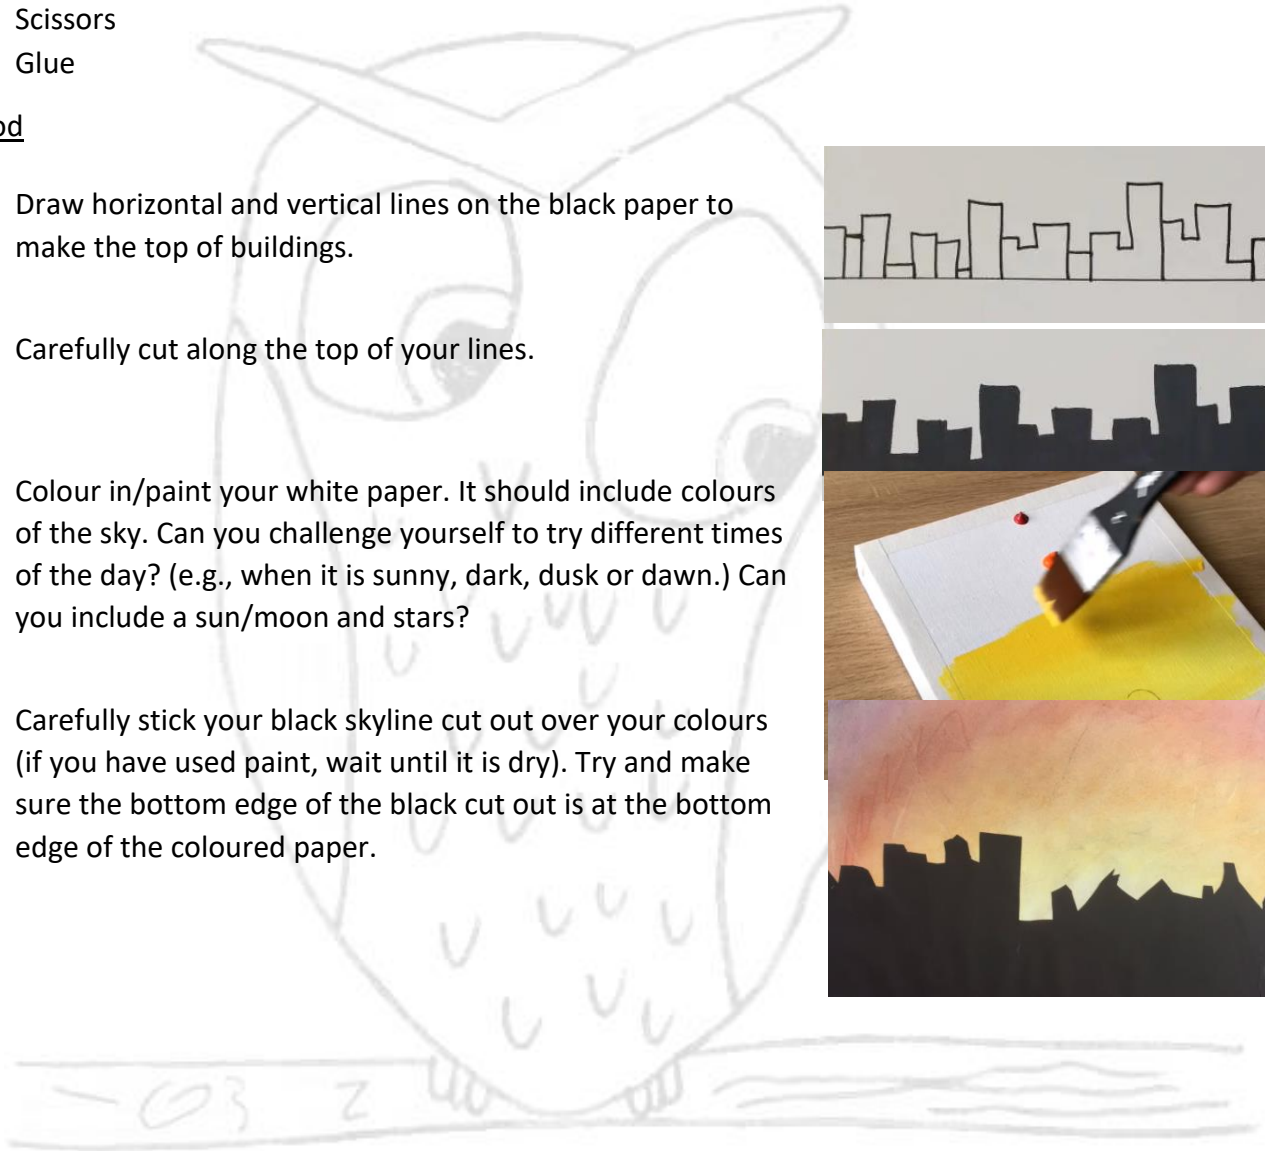 Scissors
Glue
od
Draw horizontal and vertical lines on the black paper to
make the top of buildings.
Carefully cut along the top of your lines.
Colour in/paint your white paper. It should include colours
of the sky. Can you challenge yourself to try different times
of the day? (e.g., when it is sunny, dark, dusk or dawn.) Can
you include a sun/moon and stars?
Carefully stick your black skyline cut out over your colours
(if you have used paint, wait until it is dry). Try and make
sure the bottom edge of the black cut out is at the bottom
edge of the coloured paper.